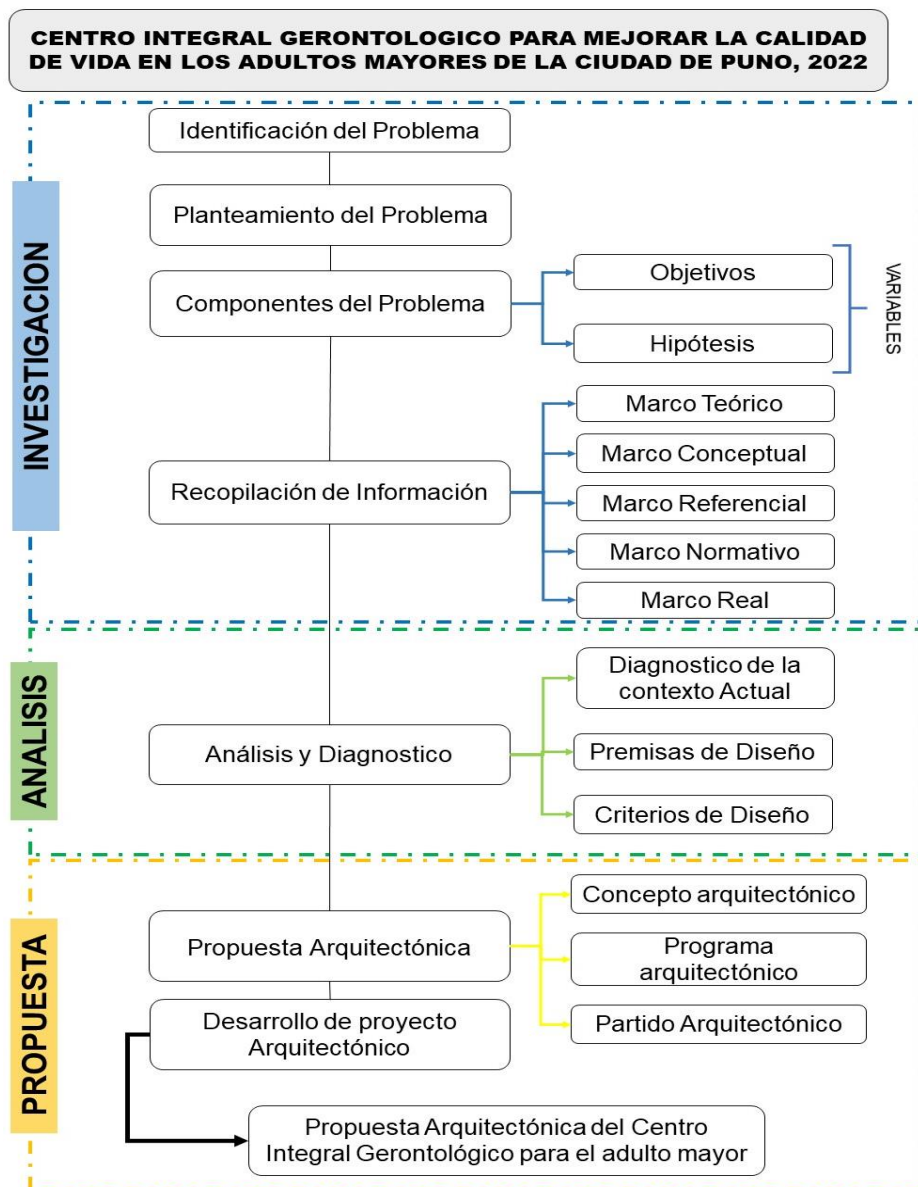 CENTRO INTEGRAL GERONTOLOGICO PARA MEJORAR LA CALIDAD
DE VIDA EN LOS ADULTOS MAYORES DE LA CIUDAD DE PUNO, 2022
INVESTIGACION
Identificación del Problema
Planteamiento del Problema
Componentes del Problema
Objetivos
Hipótesis
VARIABLES
Recopilación de Información
Marco Teórico
Marco Conceptual
Marco Referencial
Marco Normativo
Marco Real
ANALISIS
Análisis y Diagnostico
Diagnostico de la
contexto Actual
Premisas de Diseño
Criterios de Diseño
PROPUESTA
Propuesta Arquitectónica
Concepto arquitectónico
Programa
arquitectónico
Partido Arquitectónico
Desarrollo de proyecto
Arquitectónico
Propuesta Arquitectónica del Centro
Integral Gerontológico para el adulto mayor